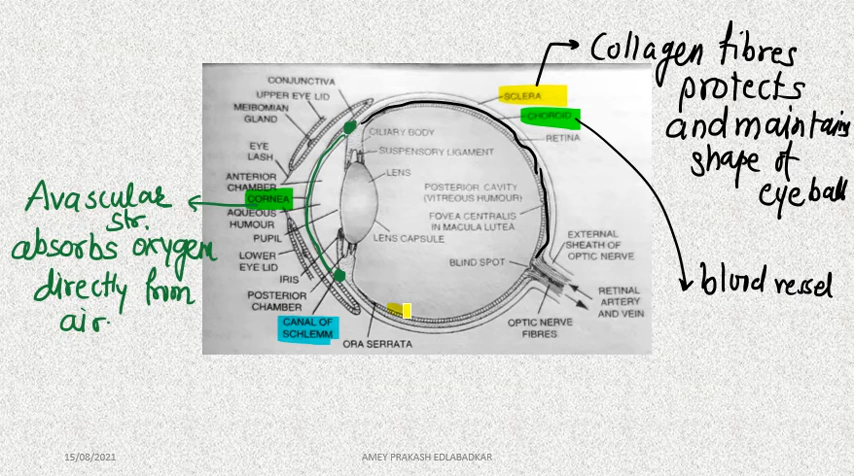 Collagen fibres
protects
and maintains
shape of
eyeball
blood vessel
Avascular
str.
absorbs oxygen
directly from
air.
CONJUNCTIVA
UPPER EYE LID
MEIBOMIAN
GLAND
EYE
LASH
ANTERIOR
CHAMBER
CORNEA
AQUEOUS
HUMOUR
PUPIL
LOWER
EYE LID
IRIS
POSTERIOR
CHAMBER
CANAL OF
SCHLEMM
ORA SERRATA
CILIARY BODY
SUSPENSORY LIGAMENT
LENS
POSTERIOR CAVITY
(VITREOUS HUMOUR)
FOVEA CENTRALIS
IN MACULA LUTEA
LENS CAPSULE
BLIND SPOT
SCLERA
CHOROID
RETINA
EXTERNAL
SHEATH OF
OPTIC NERVE
RETINAL
ARTERY
AND VEIN
OPTIC NERVE
FIBRES
15/08/2021
AMEY PRAKASH EDLABADKAR